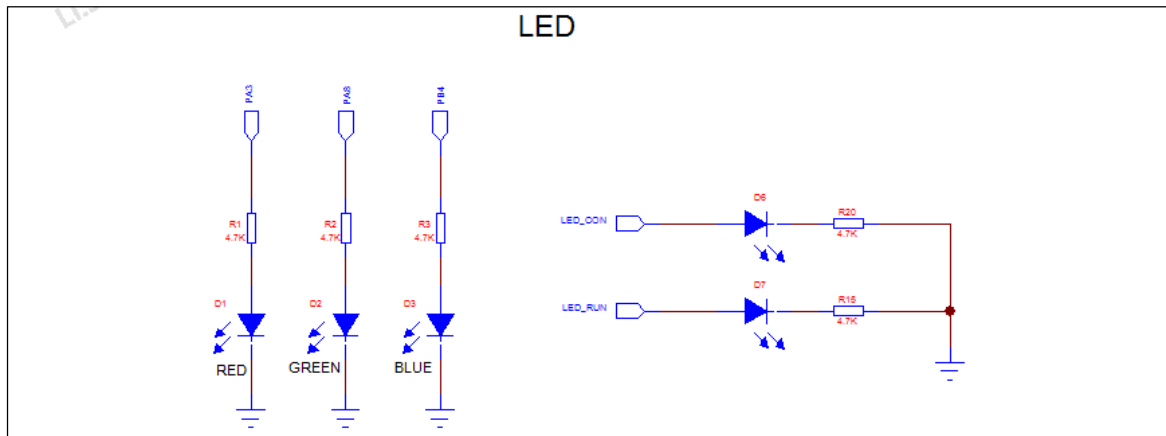 LED
PA3
PA8
PB4
R1
4.7K
R2
4.7K
R3
4.7K
D1
D2
D3
RED
GREEN
BLUE
D6
LED_CON
R20
4.7K
D7
LED_RUN
R15
4.7K